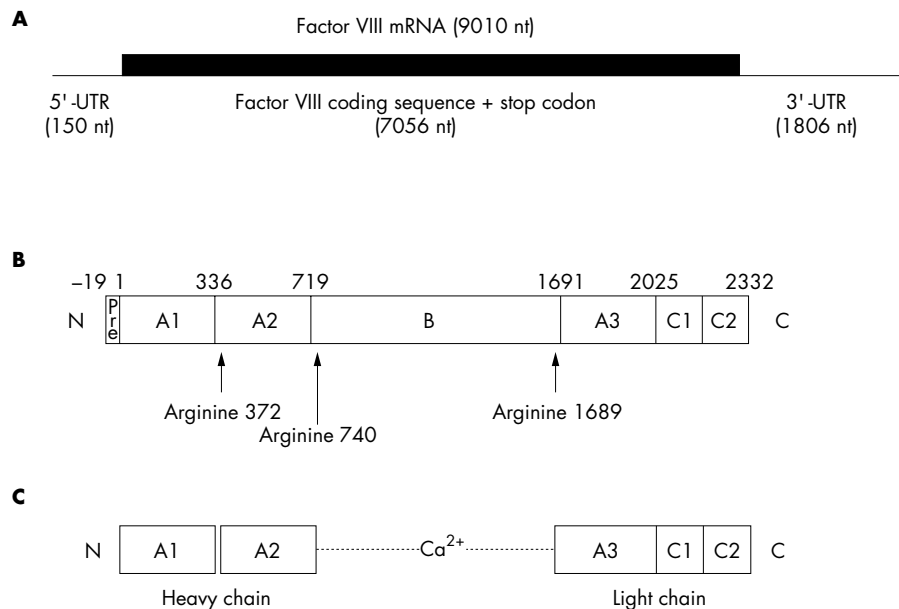 A
Factor VIII mRNA (9010 nt)
5'-UTR
(150 nt)
Factor VIII coding sequence + stop codon
(7056 nt)
3'-UTR
(1806 nt)
B
–19 1 336 719 1691 2025 2332
N Pre A1 A2 B A3 C1 C2 C
Arginine 372
Arginine 740
Arginine 1689
C
N A1 A2 Ca2+ A3 C1 C2 C
Heavy chain Light chain